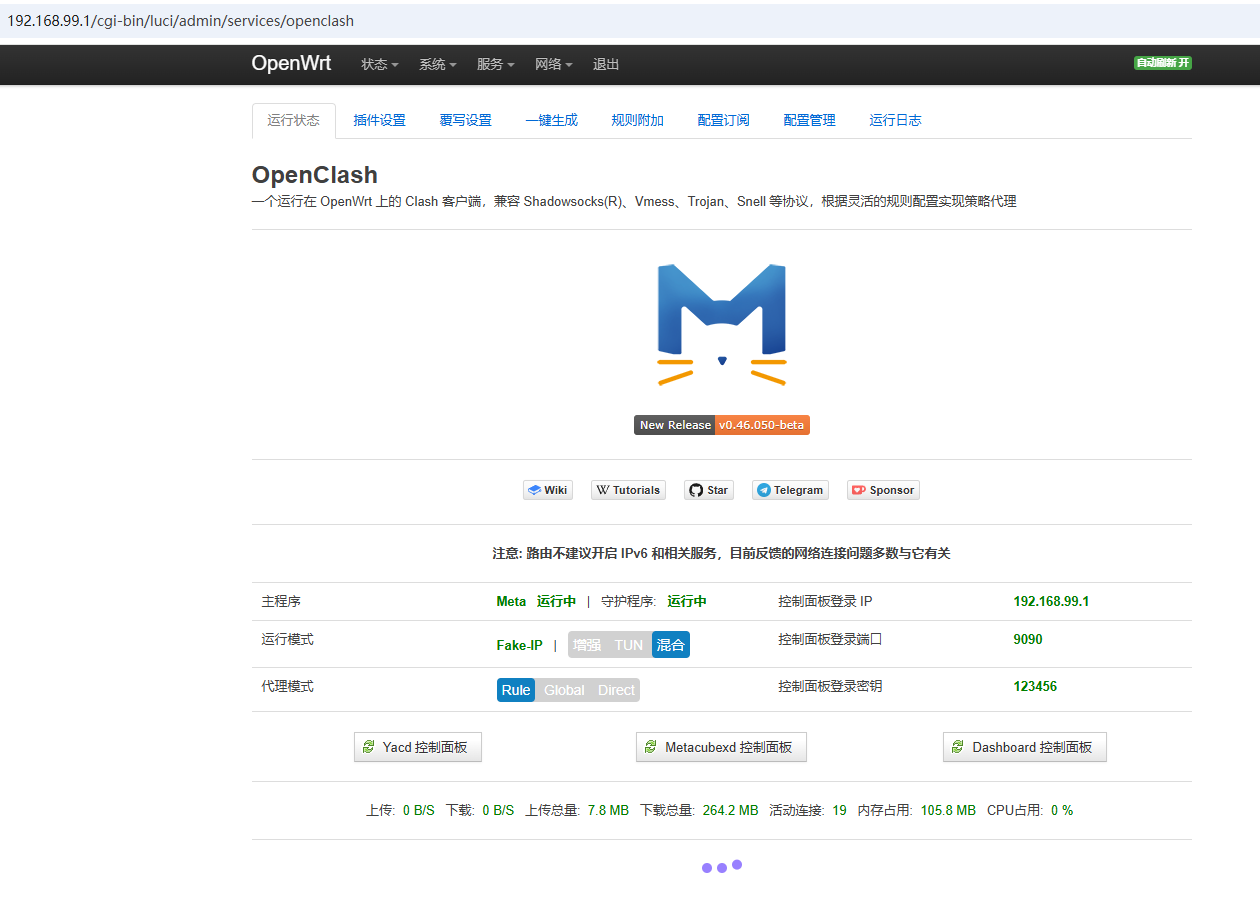 192.168.99.1/cgi-bin/luci/admin/services/openclash
OpenWrt 状态 系统 服务 网络 退出 自动刷新 开
运行状态 插件设置 覆写设置 一键生成 规则附加 配置订阅 配置管理 运行日志
OpenClash
一个运行在 OpenWrt 上的 Clash 客户端，兼容 Shadowsocks(R)、Vmess、Trojan、Snell 等协议，根据灵活的规则配置实现策略代理
New Release v0.46.050-beta
Wiki Tutorials Star Telegram Sponsor
注意: 路由不建议开启 IPv6 和相关服务，目前反馈的网络连接问题多数与它有关
主程序 Meta 运行中 | 守护程序: 运行中 控制面板登录 IP 192.168.99.1
运行模式 Fake-IP | 增强 TUN 混合 控制面板登录端口 9090
代理模式 Rule Global Direct 控制面板登录密钥 123456
Yacd 控制面板 Metacubexd 控制面板 Dashboard 控制面板
上传: 0 B/S 下载: 0 B/S 上传总量: 7.8 MB 下载总量: 264.2 MB 活动连接: 19 内存占用: 105.8 MB CPU占用: 0 %